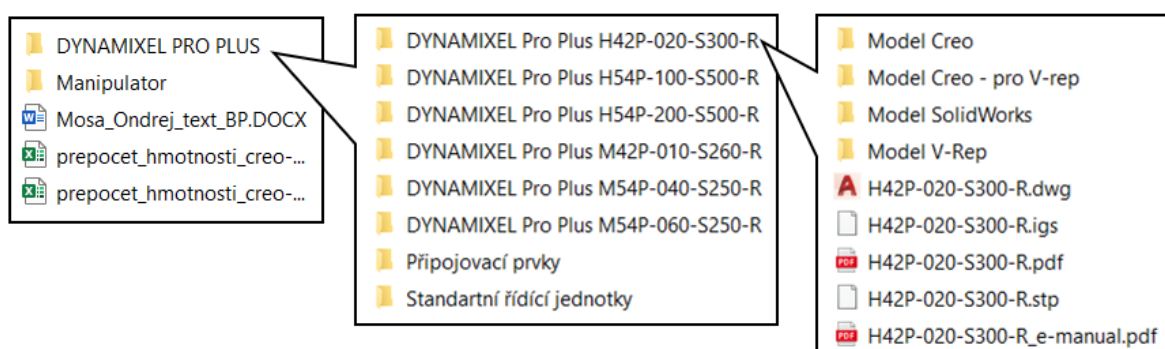 DYNAMIXEL PRO PLUS
Manipulator
Mosa_Ondrej_text_BP.DOCX
prepocet_hmotnosti_creo-...
prepocet_hmotnosti_creo-...
DYNAMIXEL Pro Plus H42P-020-S300-R
DYNAMIXEL Pro Plus H54P-100-S500-R
DYNAMIXEL Pro Plus H54P-200-S500-R
DYNAMIXEL Pro Plus M42P-010-S260-R
DYNAMIXEL Pro Plus M54P-040-S250-R
DYNAMIXEL Pro Plus M54P-060-S250-R
Připojovací prvky
Standartní řídící jednotky
Model Creo
Model Creo - pro V-rep
Model SolidWorks
Model V-Rep
H42P-020-S300-R.dwg
H42P-020-S300-R.igs
H42P-020-S300-R.pdf
H42P-020-S300-R.stp
H42P-020-S300-R_e-manual.pdf